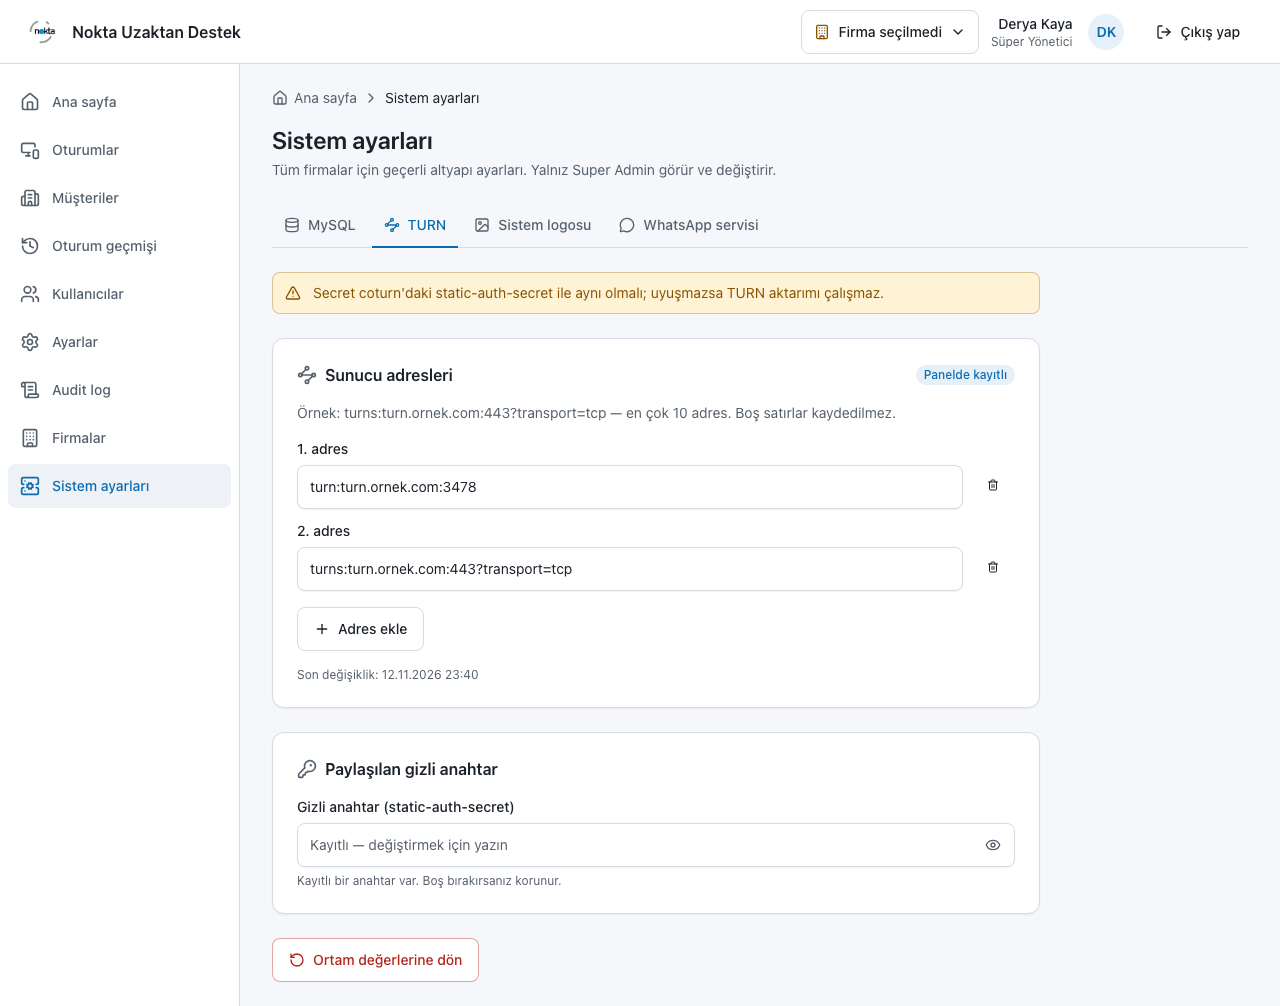 nokta
Nokta Uzaktan Destek
Firma seçilmedi
Derya Kaya
Süper Yönetici
DK
Çıkış yap
Ana sayfa
Oturumlar
Müşteriler
Oturum geçmişi
Kullanıcılar
Ayarlar
Audit log
Firmalar
Sistem ayarları
Ana sayfa
Sistem ayarları
Sistem ayarları
Tüm firmalar için geçerli altyapı ayarları. Yalnız Super Admin görür ve değiştirir.
MySQL
TURN
Sistem logosu
WhatsApp servisi
Secret coturn'daki static-auth-secret ile aynı olmalı; uyuşmazsa TURN aktarımı çalışmaz.
Sunucu adresleri
Panelde kayıtlı
Örnek: turns:turn.ornek.com:443?transport=tcp — en çok 10 adres. Boş satırlar kaydedilmez.
1. adres
turn:turn.ornek.com:3478
2. adres
turns:turn.ornek.com:443?transport=tcp
Adres ekle
Son değişiklik: 12.11.2026 23:40
Paylaşılan gizli anahtar
Gizli anahtar (static-auth-secret)
Kayıtlı — değiştirmek için yazın
Kayıtlı bir anahtar var. Boş bırakırsanız korunur.
Ortam değerlerine dön